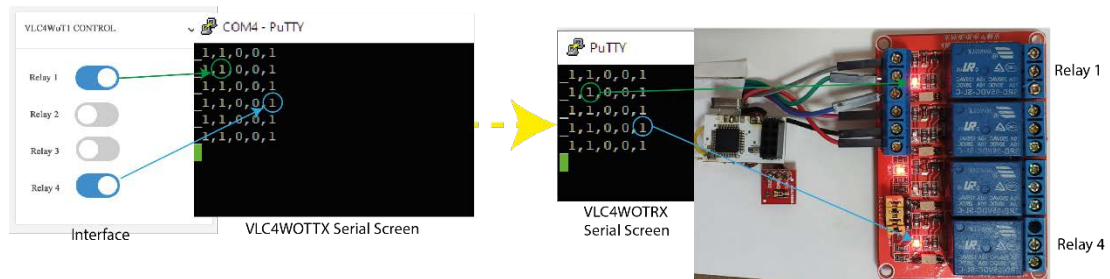 VLC4WoT1 CONTROL
Relay 1
Relay 2
Relay 3
Relay 4
Interface
COM4 - PuTTY
1,1,0,0,1
1,1,0,0,1
1,1,0,0,1
1,1,0,0,1
1,1,0,0,1
1,1,0,0,1
VLC4WOTTX Serial Screen
PuTTY
1,1,0,0,1
1,1,0,0,1
1,1,0,0,1
1,1,0,0,1
1,1,0,0,1
VLC4WOTRX
Serial Screen
Relay 1
Relay 4